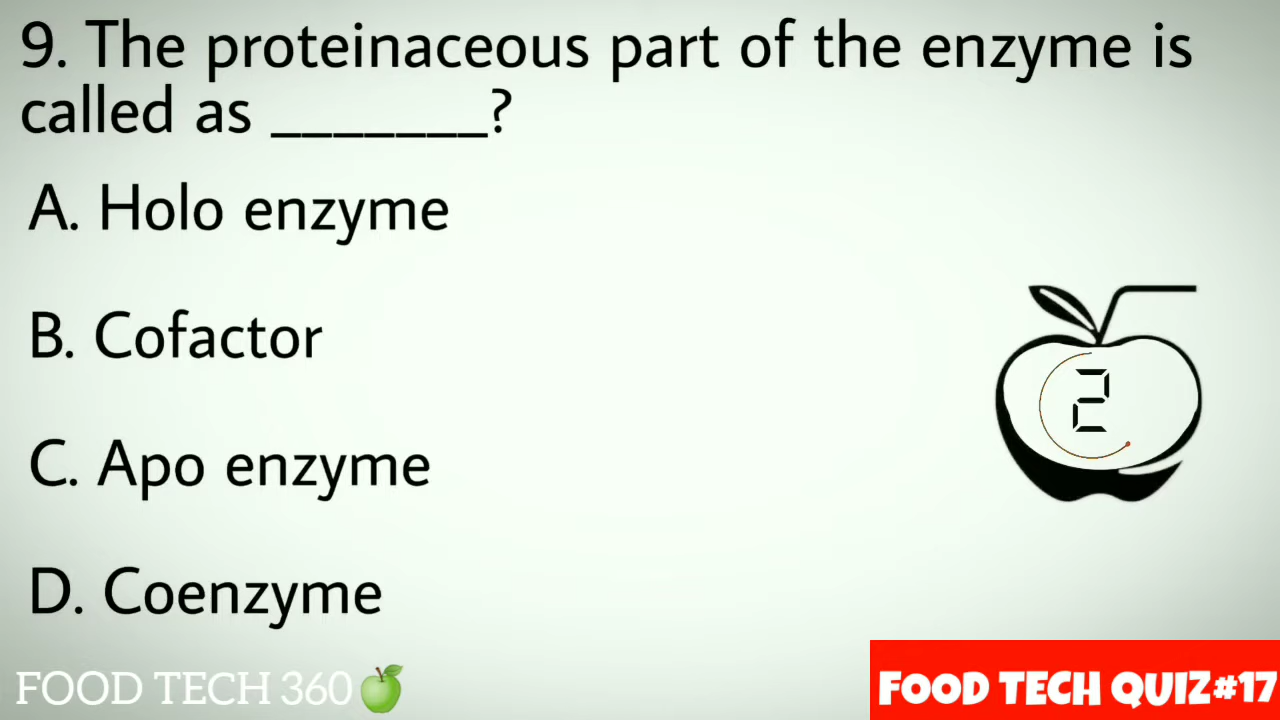 9. The proteinaceous part of the enzyme is
called as _______?
A. Holo enzyme
B. Cofactor
C. Apo enzyme
D. Coenzyme
2
FOOD TECH 360
FOOD TECH QUIZ#17